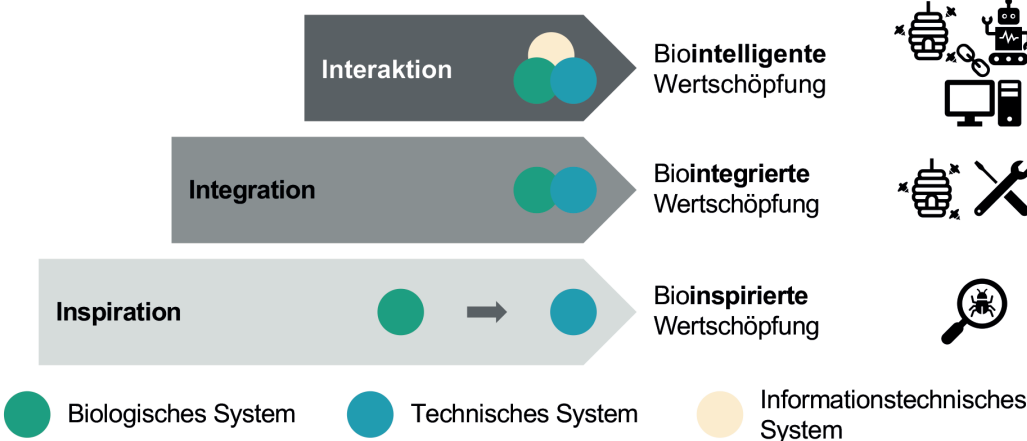 Interaktion
Biointelligente
Wertschöpfung
Integration
Biointegrierte
Wertschöpfung
Inspiration
Bioinspirierte
Wertschöpfung
Biologisches System
Technisches System
Informationstechnisches
System